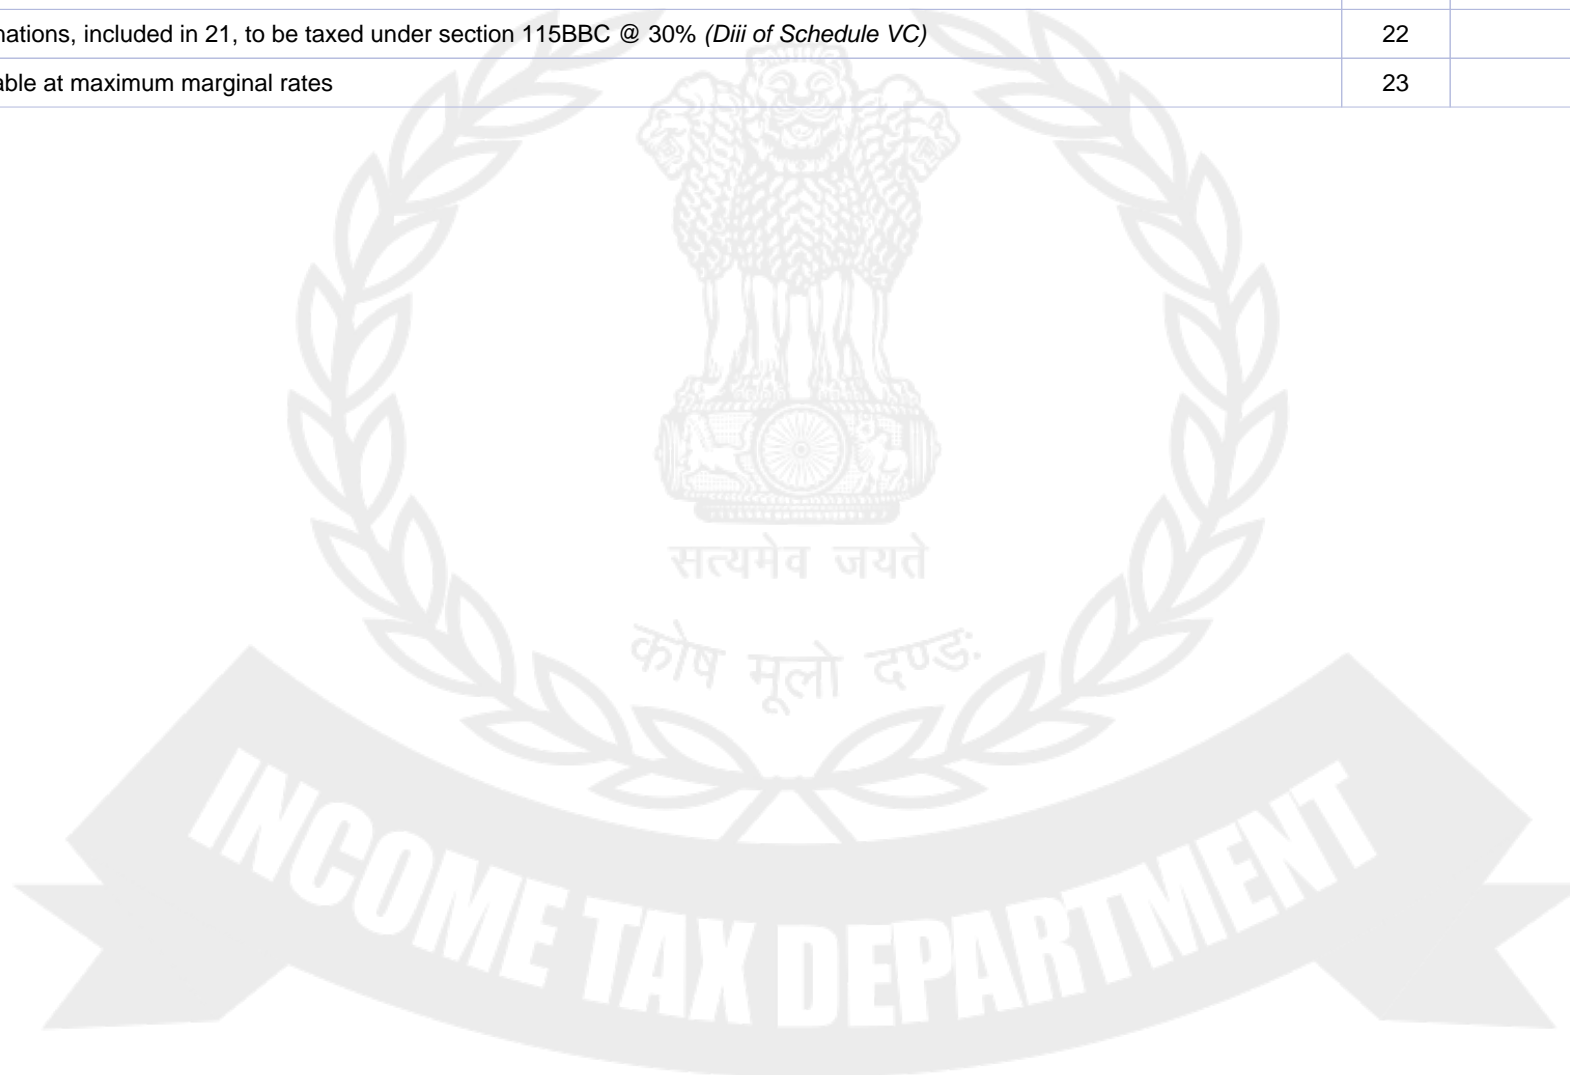 nations, included in 21, to be taxed under section 115BBC @ 30% (Diii of Schedule VC) 22
able at maximum marginal rates 23
सत्यमेव जयते
कोष मूलो दण्डः
INCOME TAX DEPARTMENT